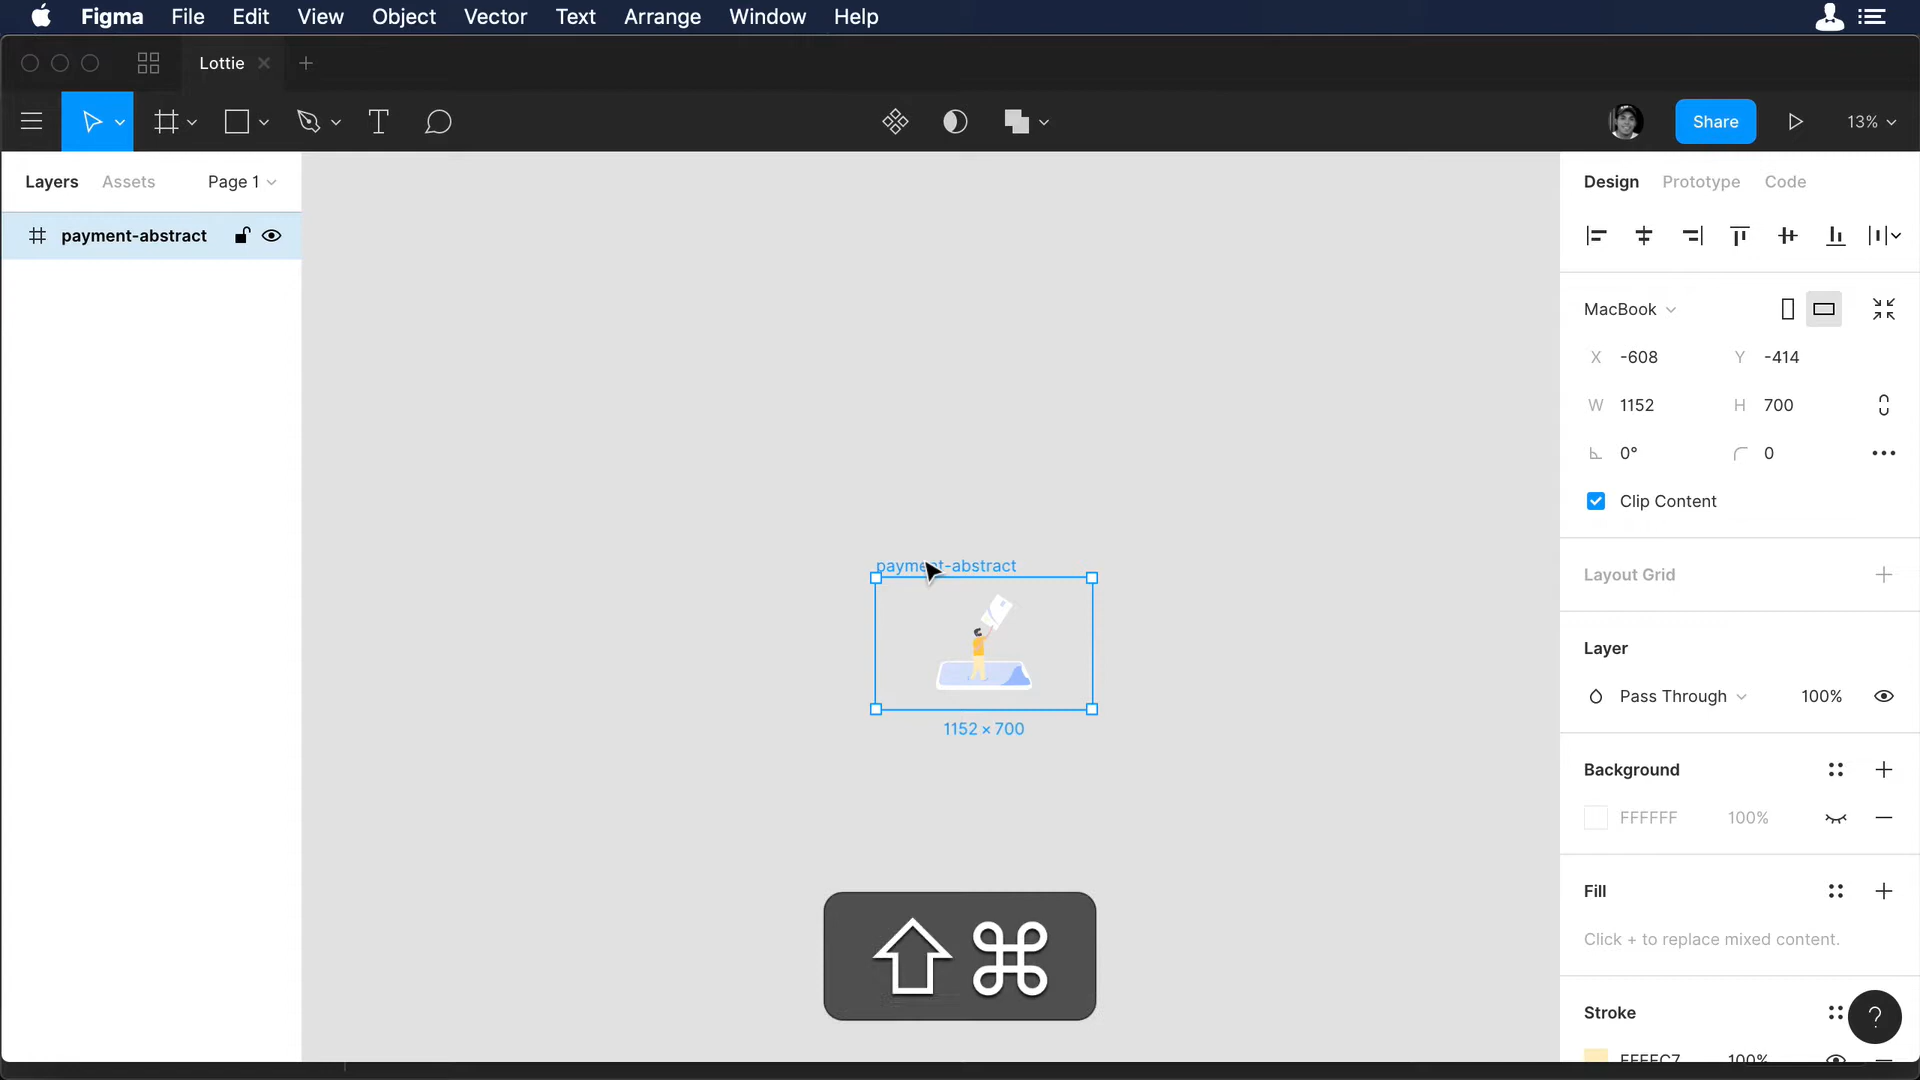 Figma File Edit View Object Vector Text Arrange Window Help
Lottie
Share
13%
Layers Assets Page 1
payment-abstract
payment-abstract
1152 × 700
⇧ ⌘
Design Prototype Code
MacBook
X -608 Y -414
W 1152 H 700
0° 0
Clip Content
Layout Grid
Layer
Pass Through 100%
Background
FFFFFF 100%
Fill
Click + to replace mixed content.
Stroke
?
100%